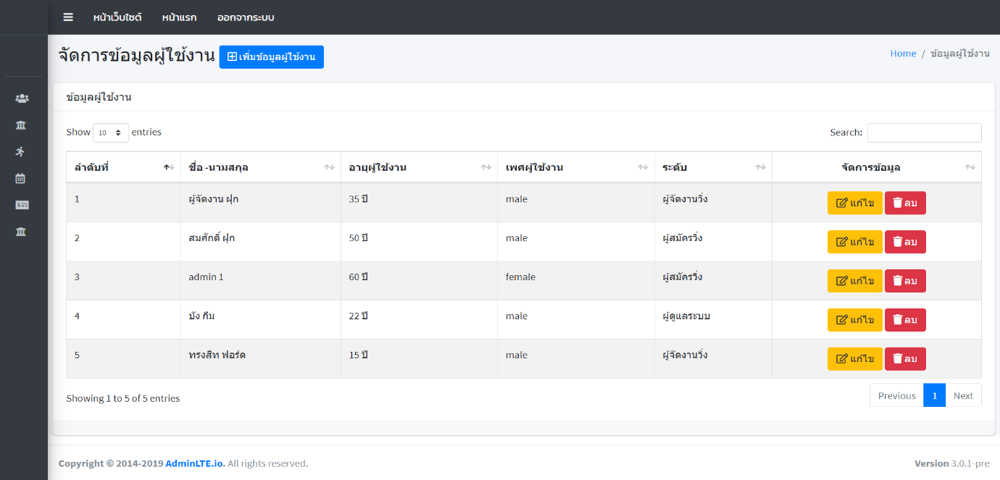 หน้าเว็บไซต์ หน้าแรก ออกจากระบบ
จัดการข้อมูลผู้ใช้งาน เพิ่มข้อมูลผู้ใช้งาน Home / ข้อมูลผู้ใช้งาน
ข้อมูลผู้ใช้งาน
Show 10 entries Search:
ลำดับที่ ชื่อ -นามสกุล อายุผู้ใช้งาน เพศผู้ใช้งาน ระดับ จัดการข้อมูล
1 ผู้จัดงาน ฝุก 35 ปี male ผู้จัดงานวิ่ง แก้ไข ลบ
2 สมศักดิ์ ฝุก 50 ปี male ผู้สมัครวิ่ง แก้ไข ลบ
3 admin 1 60 ปี female ผู้สมัครวิ่ง แก้ไข ลบ
4 บัง กีม 22 ปี male ผู้ดูแลระบบ แก้ไข ลบ
5 ทรงสิท ฟอร์ด 15 ปี male ผู้จัดงานวิ่ง แก้ไข ลบ
Showing 1 to 5 of 5 entries Previous 1 Next
Copyright © 2014-2019 AdminLTE.io. All rights reserved. Version 3.0.1-pre